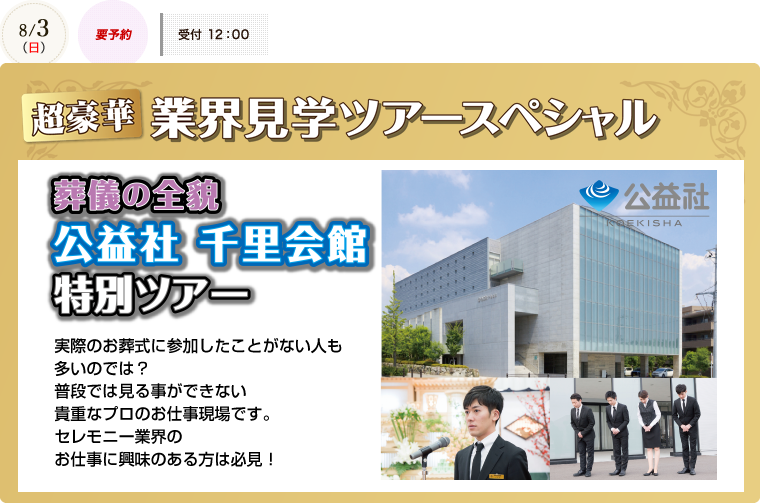 8/3
（日）
要予約
受付 12：00
超豪華 業界見学ツアースペシャル
葬儀の全貌
公益社 千里会館
特別ツアー
公益社
KOEKISHA
実際のお葬式に参加したことがない人も
多いのでは？
普段では見る事ができない
貴重なプロのお仕事現場です。
セレモニー業界の
お仕事に興味のある方は必見！